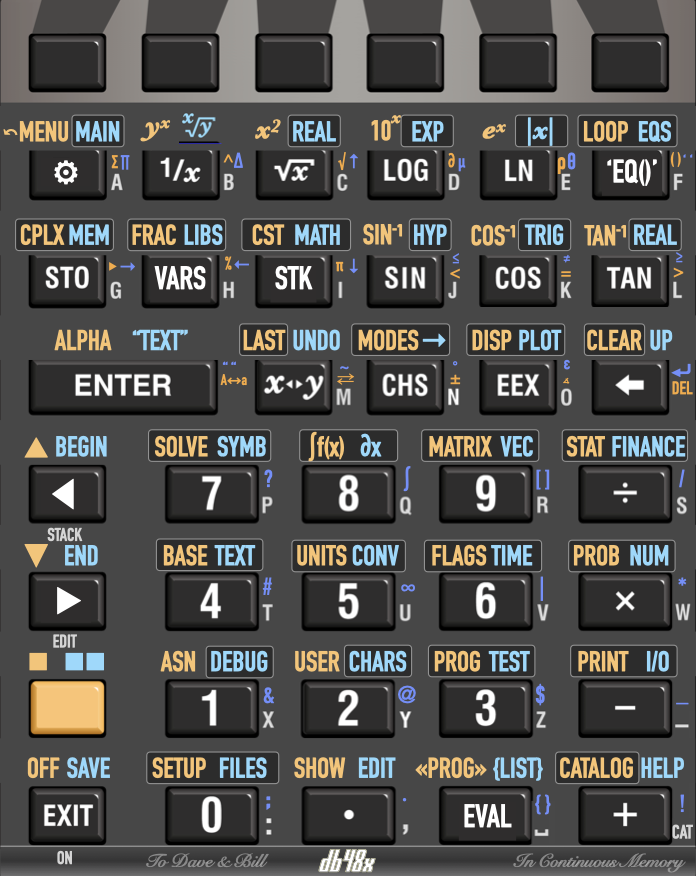 MENU MAIN yˣ ˣ√y x² REAL 10ˣ EXP eˣ |x| LOOP EQS
1/x √x LOG LN 'EQ()'
Σ Π ^ Δ √ ↑ ∂ μ ρ θ ()
A B C D E F
CPLX MEM FRAC LIBS CST MATH SIN⁻¹ HYP COS⁻¹ TRIG TAN⁻¹ REAL
STO VARS STK SIN COS TAN
▶ → % ← π ↓ ≤ < ≠ = ≥ >
G H I J K L
ALPHA "TEXT" LAST UNDO MODES → DISP PLOT CLEAR UP
ENTER x↔y CHS EEX ←
A↔a M N O DEL
▲ BEGIN SOLVE SYMB ∫f(x) ∂x MATRIX VEC STAT FINANCE
◀ 7 ? P 8 ∫ Q 9 [] R ÷ / S
STACK
▼ END BASE TEXT UNITS CONV FLAGS TIME PROB NUM
▶ 4 # T 5 ∞ U 6 | V × * W
EDIT
ASN DEBUG USER CHARS PROG TEST PRINT I/O
1 & X 2 @ Y 3 $ Z − _ –
OFF SAVE SETUP FILES SHOW EDIT «PROG» {LIST} CATALOG HELP
EXIT 0 ; : . , EVAL {} ␣ + ! CAT
ON To Dave & Bill db48x In Continuous Memory